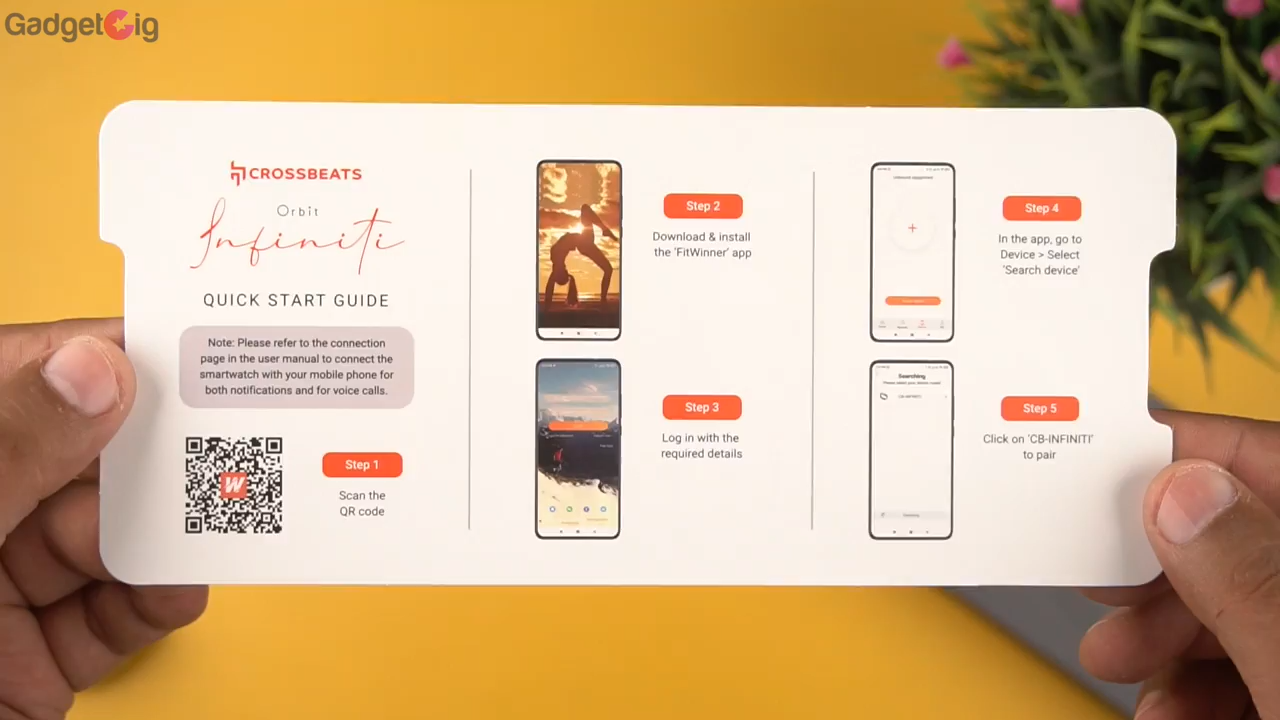 GadgetGig
CROSSBEATS
Orbit
Infiniti
QUICK START GUIDE
Note: Please refer to the connection
page in the user manual to connect the
smartwatch with your mobile phone for
both notifications and for voice calls.
W
Step 1
Scan the
QR code
Step 2
Download & install
the 'FitWinner' app
Step 3
Log in with the
required details
Step 4
In the app, go to
Device > Select
'Search device'
Searching
CB-INFINITI
Step 5
Click on 'CB-INFINITI'
to pair